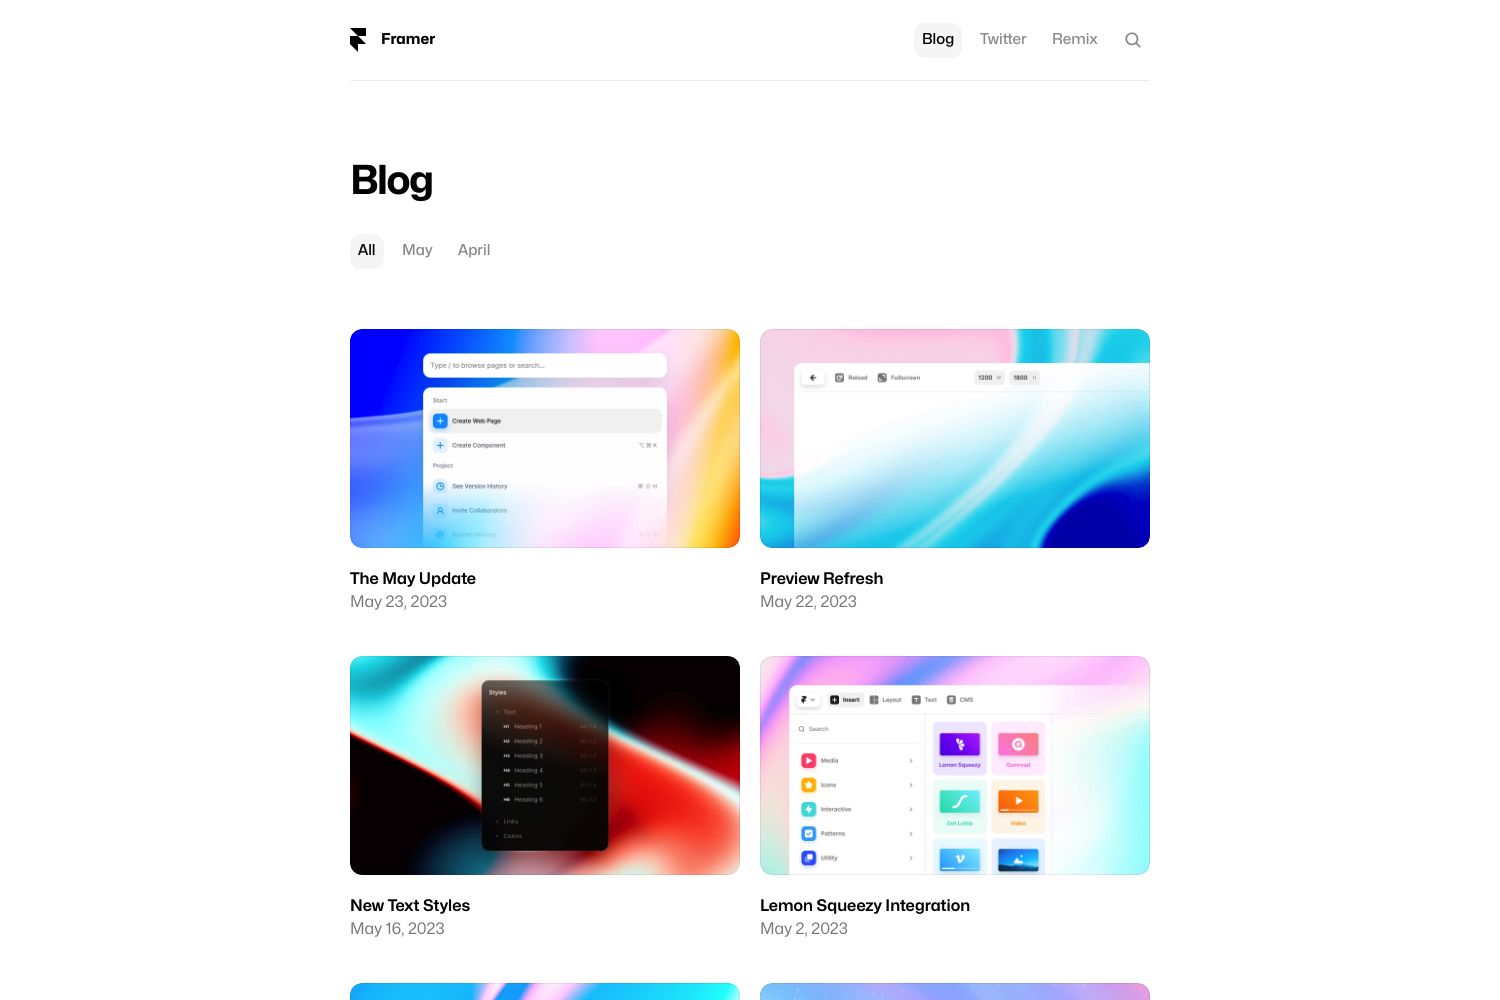 Framer
Blog Twitter Remix
Blog
All May April
Type / to browse pages or search...
Start
Create Web Page
Create Component ⌥ ⌘ K
Project
See Version History ⌘ ⇧ H
Invite Collaborators
Publish Website
Reload Fullscreen 1200 W 1800 H
The May Update
May 23, 2023
Preview Refresh
May 22, 2023
Styles
Text
H1 Heading 1
H2 Heading 2
H3 Heading 3
H4 Heading 4
H5 Heading 5
H6 Heading 6
Links
Colors
Insert Layout Text CMS
Search
Media
Icons
Interactive
Patterns
Utility
Lemon Squeezy Gumroad
Dot Lottie Video
New Text Styles
May 16, 2023
Lemon Squeezy Integration
May 2, 2023